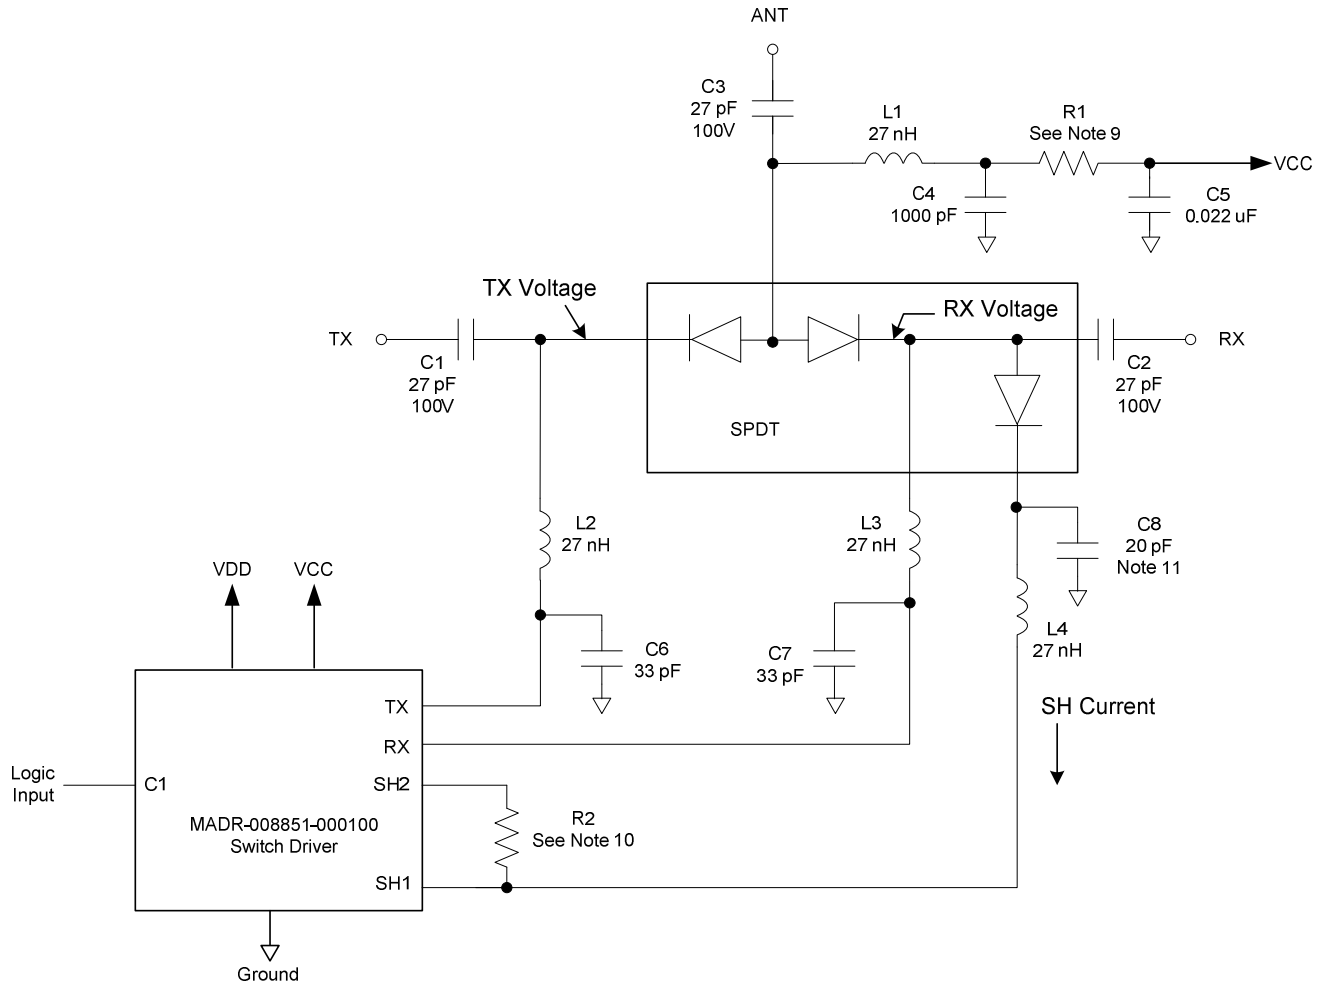 ANT
C3
27 pF
100V
L1
27 nH
R1
See Note 9
VCC
C4
1000 pF
C5
0.022 uF
TX Voltage
RX Voltage
TX
RX
C1
27 pF
100V
C2
27 pF
100V
SPDT
L2
27 nH
L3
27 nH
C8
20 pF
Note 11
VDD
VCC
L4
27 nH
C6
33 pF
C7
33 pF
SH Current
TX
RX
Logic
Input
C1
SH2
MADR-008851-000100
Switch Driver
R2
See Note 10
SH1
Ground